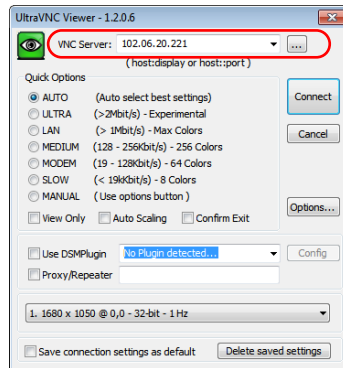 UltraVNC Viewer - 1.2.0.6
VNC Server: 102.06.20.221 ...
( host:display or host::port )
Quick Options
AUTO (Auto select best settings)
ULTRA (>2Mbit/s) - Experimental
LAN (> 1Mbit/s) - Max Colors
MEDIUM (128 - 256Kbit/s) - 256 Colors
MODEM (19 - 128Kbit/s) - 64 Colors
SLOW (< 19kKbit/s) - 8 Colors
MANUAL ( Use options button )
View Only Auto Scaling Confirm Exit
Connect
Cancel
Options...
Use DSMPlugin No Plugin detected... Config
Proxy/Repeater
1. 1680 x 1050 @ 0,0 - 32-bit - 1 Hz
Save connection settings as default Delete saved settings